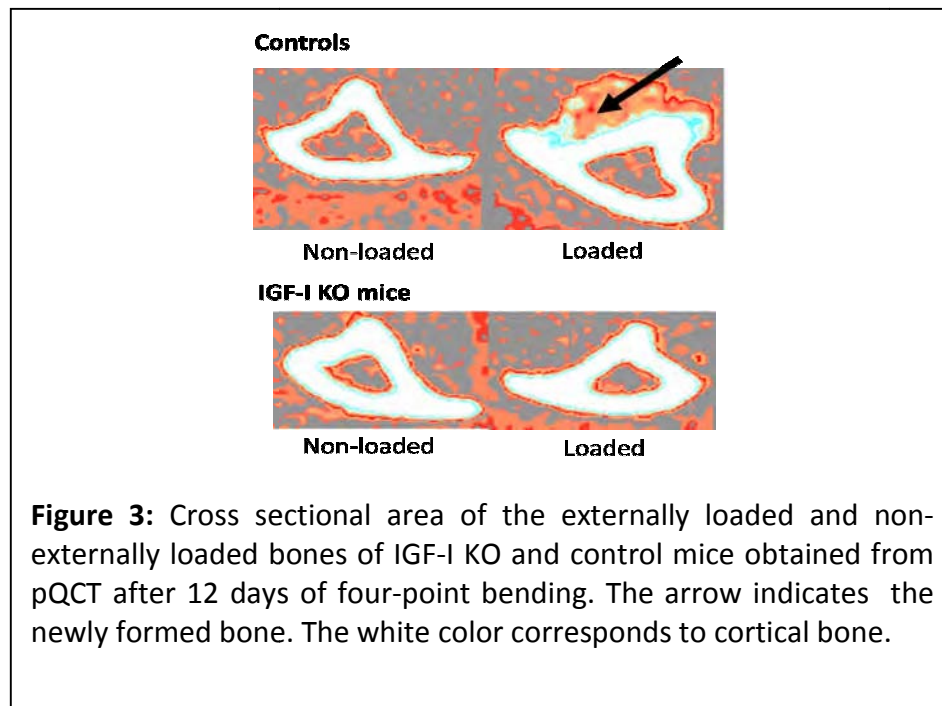 Controls
Non-loaded Loaded
IGF-I KO mice
Non-loaded Loaded
Figure 3: Cross sectional area of the externally loaded and non-
externally loaded bones of IGF-I KO and control mice obtained from
pQCT after 12 days of four-point bending. The arrow indicates the
newly formed bone. The white color corresponds to cortical bone.